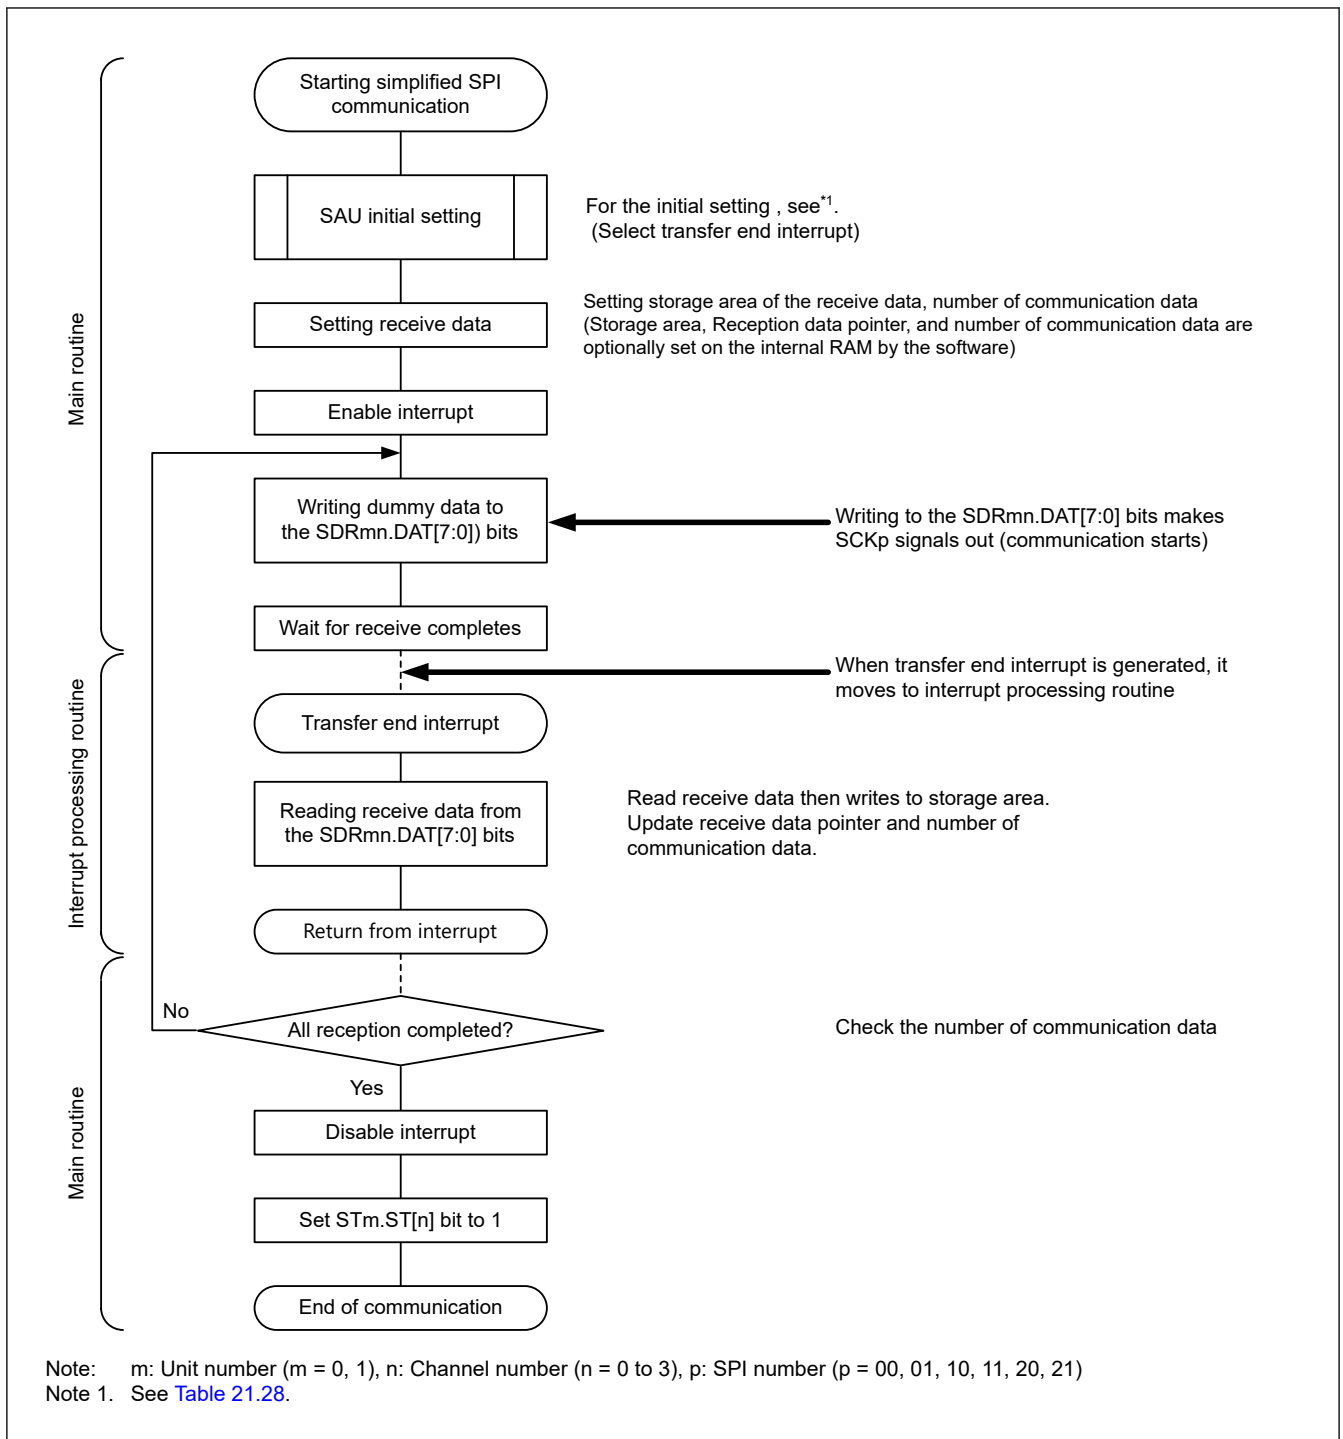 Starting simplified SPI
communication
SAU initial setting
For the initial setting , see*1.
(Select transfer end interrupt)
Setting receive data
Setting storage area of the receive data, number of communication data
(Storage area, Reception data pointer, and number of communication data are
optionally set on the internal RAM by the software)
Main routine
Enable interrupt
Writing dummy data to
the SDRmn.DAT[7:0]) bits
Writing to the SDRmn.DAT[7:0] bits makes
SCKp signals out (communication starts)
Wait for receive completes
When transfer end interrupt is generated, it
moves to interrupt processing routine
Transfer end interrupt
Interrupt processing routine
Reading receive data from
the SDRmn.DAT[7:0] bits
Read receive data then writes to storage area.
Update receive data pointer and number of
communication data.
Return from interrupt
No
All reception completed?
Check the number of communication data
Yes
Main routine
Disable interrupt
Set STm.ST[n] bit to 1
End of communication
Note: m: Unit number (m = 0, 1), n: Channel number (n = 0 to 3), p: SPI number (p = 00, 01, 10, 11, 20, 21)
Note 1. See Table 21.28.